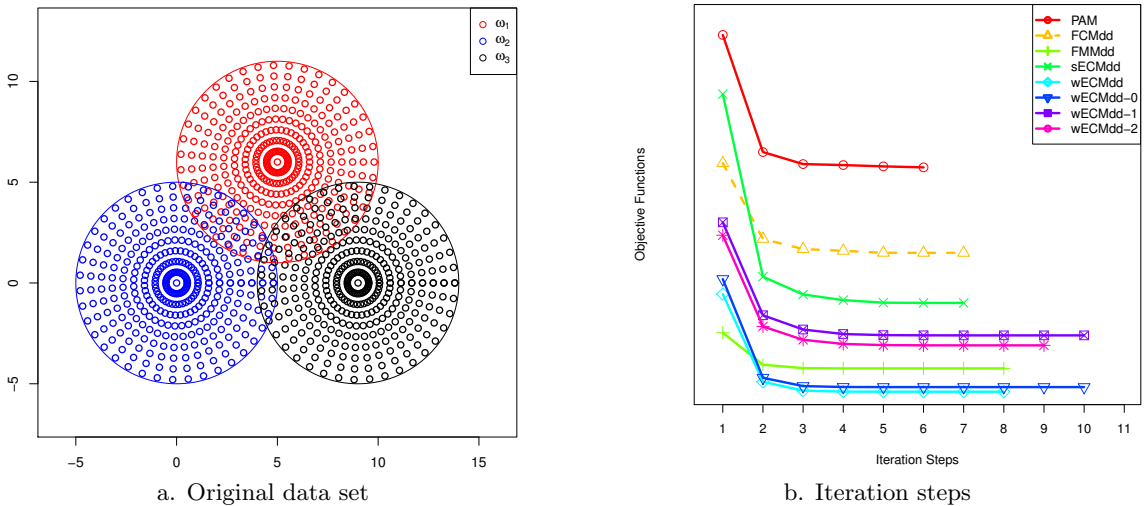 ω1
ω2
ω3
10
5
0
−5
−5 0 5 10 15
a. Original data set
PAM
FCMdd
FMMdd
sECMdd
wECMdd
wECMdd−0
wECMdd−1
wECMdd−2
Objective Functions
1 2 3 4 5 6 7 8 9 10 11
Iteration Steps
b. Iteration steps